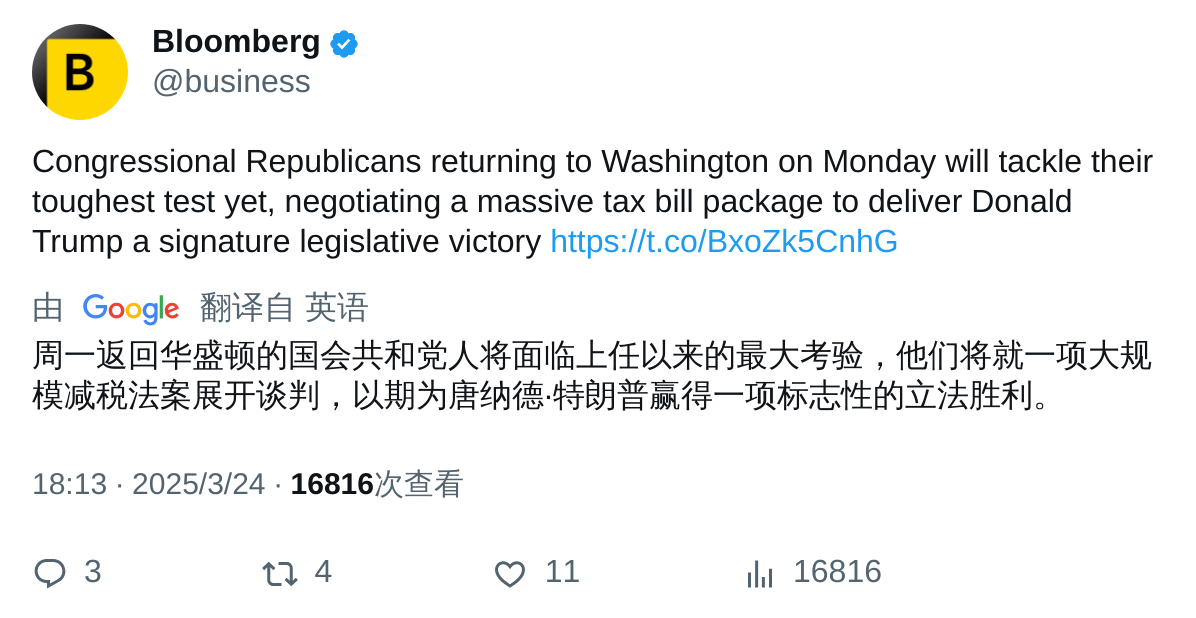 B
Bloomberg
@business
Congressional Republicans returning to Washington on Monday will tackle their
toughest test yet, negotiating a massive tax bill package to deliver Donald
Trump a signature legislative victory https://t.co/BxoZk5CnhG
由 Google 翻译自 英语
周一返回华盛顿的国会共和党人将面临上任以来的最大考验，他们将就一项大规
模减税法案展开谈判，以期为唐纳德·特朗普赢得一项标志性的立法胜利。
18:13 · 2025/3/24 · 16816次查看
3 4 11 16816